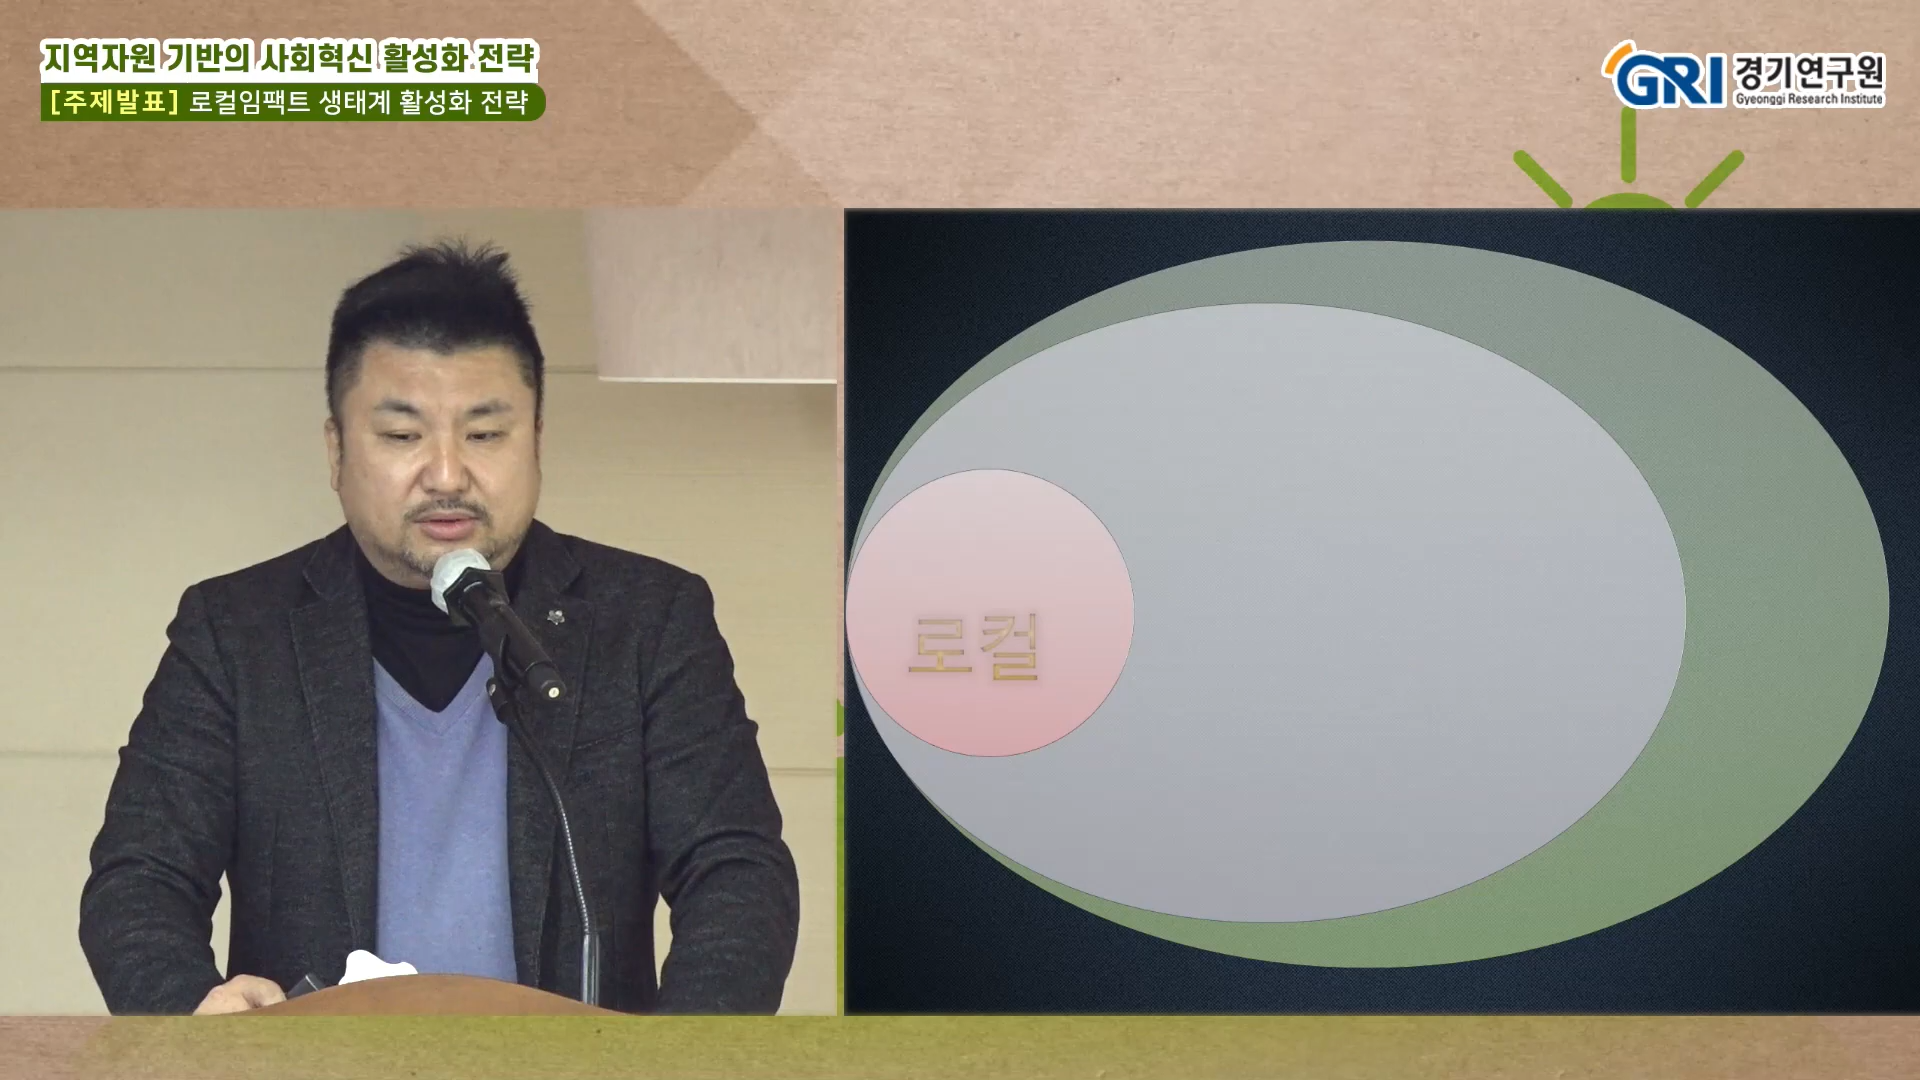 지역자원 기반의 사회혁신 활성화 전략
[주제발표] 로컬임팩트 생태계 활성화 전략
GRI 경기연구원
Gyeonggi Research Institute
로컬